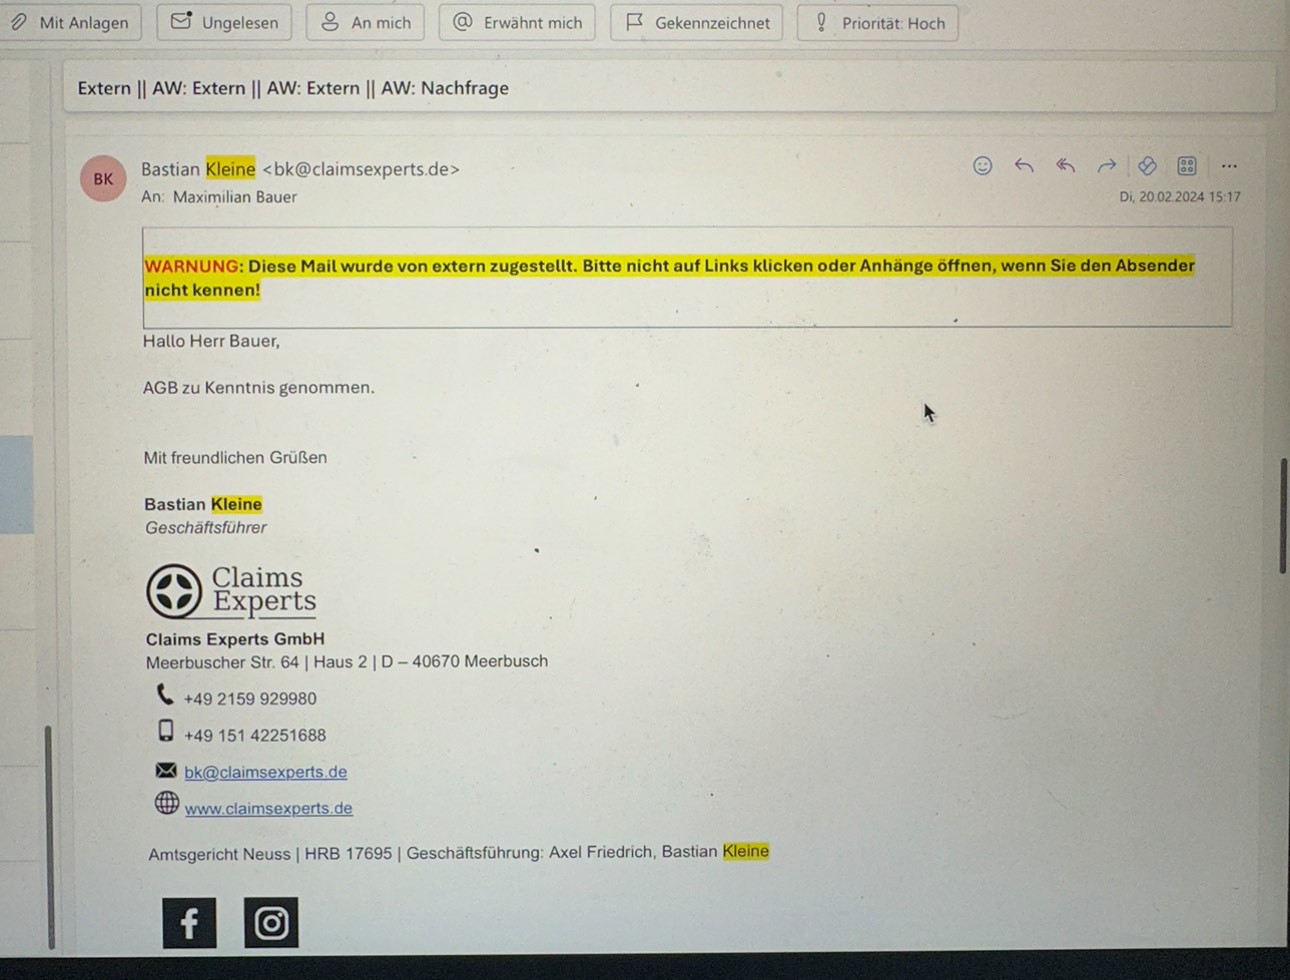 Mit Anlagen
Ungelesen
An mich
Erwähnt mich
Gekennzeichnet
Priorität: Hoch
Extern || AW: Extern || AW: Extern || AW: Nachfrage
BK
Bastian Kleine <bk@claimsexperts.de>
An: Maximilian Bauer
Di, 20.02.2024 15:17
WARNUNG: Diese Mail wurde von extern zugestellt. Bitte nicht auf Links klicken oder Anhänge öffnen, wenn Sie den Absender
nicht kennen!
Hallo Herr Bauer,
AGB zu Kenntnis genommen.
Mit freundlichen Grüßen
Bastian Kleine
Geschäftsführer
Claims
Experts
Claims Experts GmbH
Meerbuscher Str. 64 | Haus 2 | D – 40670 Meerbusch
+49 2159 929980
+49 151 42251688
bk@claimsexperts.de
www.claimsexperts.de
Amtsgericht Neuss | HRB 17695 | Geschäftsführung: Axel Friedrich, Bastian Kleine